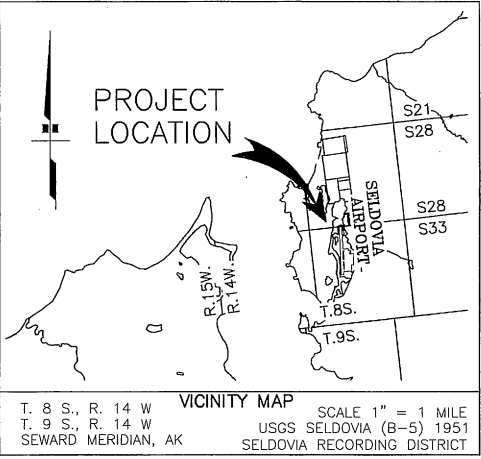 PROJECT
LOCATION
S21
S28
SELDOVIA
AIRPORT
S28
S33
R.15W.
R.14W.
T.8S.
T.9S.
VICINITY MAP
T. 8 S., R. 14 W
T. 9 S., R. 14 W
SEWARD MERIDIAN, AK
SCALE 1" = 1 MILE
USGS SELDOVIA (B-5) 1951
SELDOVIA RECORDING DISTRICT